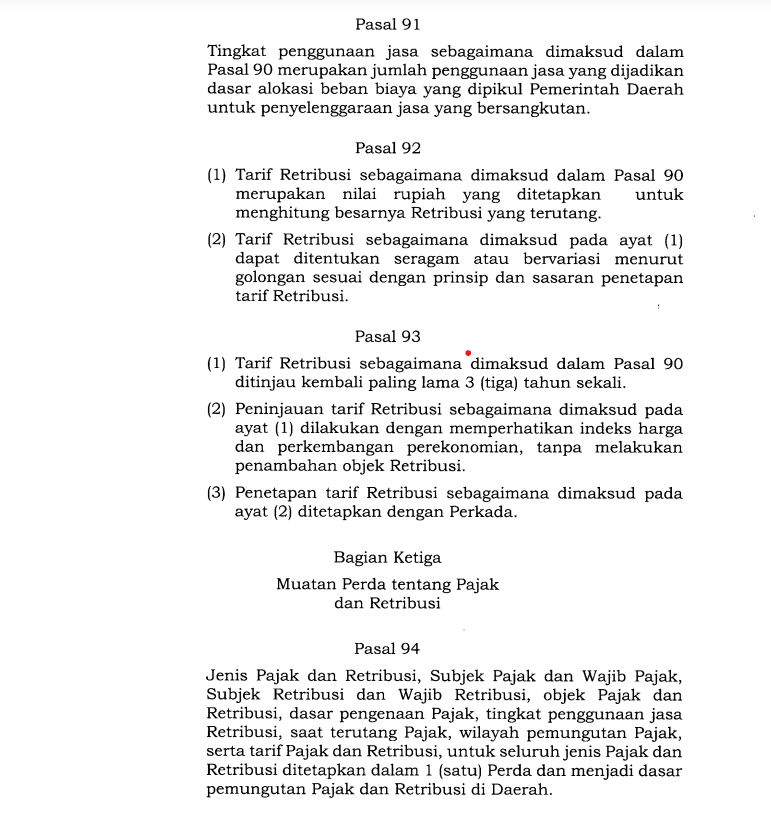 Pasal 91
Tingkat penggunaan jasa sebagaimana dimaksud dalam
Pasal 90 merupakan jumlah penggunaan jasa yang dijadikan
dasar alokasi beban biaya yang dipikul Pemerintah Daerah
untuk penyelenggaraan jasa yang bersangkutan.
Pasal 92
(1) Tarif Retribusi sebagaimana dimaksud dalam Pasal 90
merupakan nilai rupiah yang ditetapkan untuk
menghitung besarnya Retribusi yang terutang.
(2) Tarif Retribusi sebagaimana dimaksud pada ayat (1)
dapat ditentukan seragam atau bervariasi menurut
golongan sesuai dengan prinsip dan sasaran penetapan
tarif Retribusi.
Pasal 93
(1) Tarif Retribusi sebagaimana dimaksud dalam Pasal 90
ditinjau kembali paling lama 3 (tiga) tahun sekali.
(2) Peninjauan tarif Retribusi sebagaimana dimaksud pada
ayat (1) dilakukan dengan memperhatikan indeks harga
dan perkembangan perekonomian, tanpa melakukan
penambahan objek Retribusi.
(3) Penetapan tarif Retribusi sebagaimana dimaksud pada
ayat (2) ditetapkan dengan Perkada.
Bagian Ketiga
Muatan Perda tentang Pajak
dan Retribusi
Pasal 94
Jenis Pajak dan Retribusi, Subjek Pajak dan Wajib Pajak,
Subjek Retribusi dan Wajib Retribusi, objek Pajak dan
Retribusi, dasar pengenaan Pajak, tingkat penggunaan jasa
Retribusi, saat terutang Pajak, wilayah pemungutan Pajak,
serta tarif Pajak dan Retribusi, untuk seluruh jenis Pajak dan
Retribusi ditetapkan dalam 1 (satu) Perda dan menjadi dasar
pemungutan Pajak dan Retribusi di Daerah.